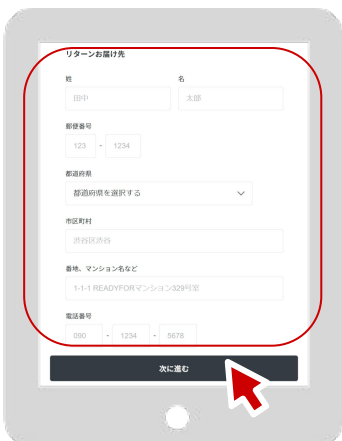 リターンお届け先
姓 名
田中 太郎
郵便番号
123 - 1234
都道府県
都道府県を選択する
市区町村
渋谷区渋谷
番地、マンション名など
1-1-1 READYFORマンション329号室
電話番号
090 - 1234 - 5678
次に進む